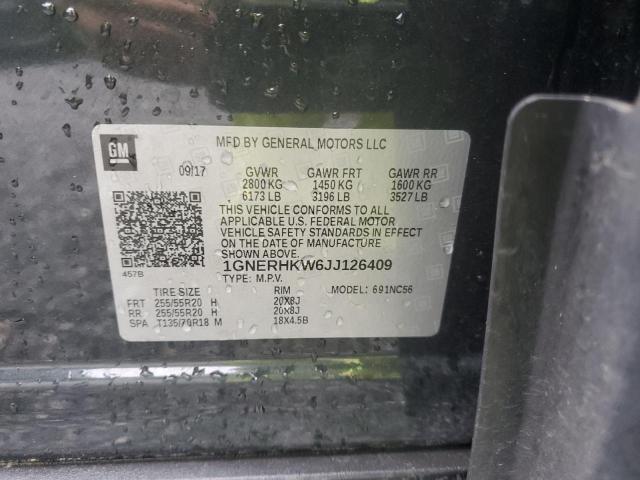 GM
MFD BY GENERAL MOTORS LLC
09/17 GVWR GAWR FRT GAWR RR
2800 KG 1450 KG 1600 KG
6173 LB 3196 LB 3527 LB
THIS VEHICLE CONFORMS TO ALL
APPLICABLE U.S. FEDERAL MOTOR
VEHICLE SAFETY STANDARDS IN EFFECT
ON THE DATE OF MANUFACTURE
SHOWN ABOVE.
457B 1GNERHKW6JJ126409
TYPE: M.P.V. MODEL: 691NC56
TIRE SIZE RIM
FRT 255/55R20 H 20X8J
RR 255/55R20 H 20X8J
SPA T135/70R18 M 18X4.5B